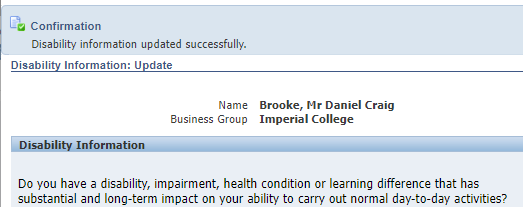 Confirmation
Disability information updated successfully.
Disability Information: Update
Name Brooke, Mr Daniel Craig
Business Group Imperial College
Disability Information
Do you have a disability, impairment, health condition or learning difference that has
substantial and long-term impact on your ability to carry out normal day-to-day activities?